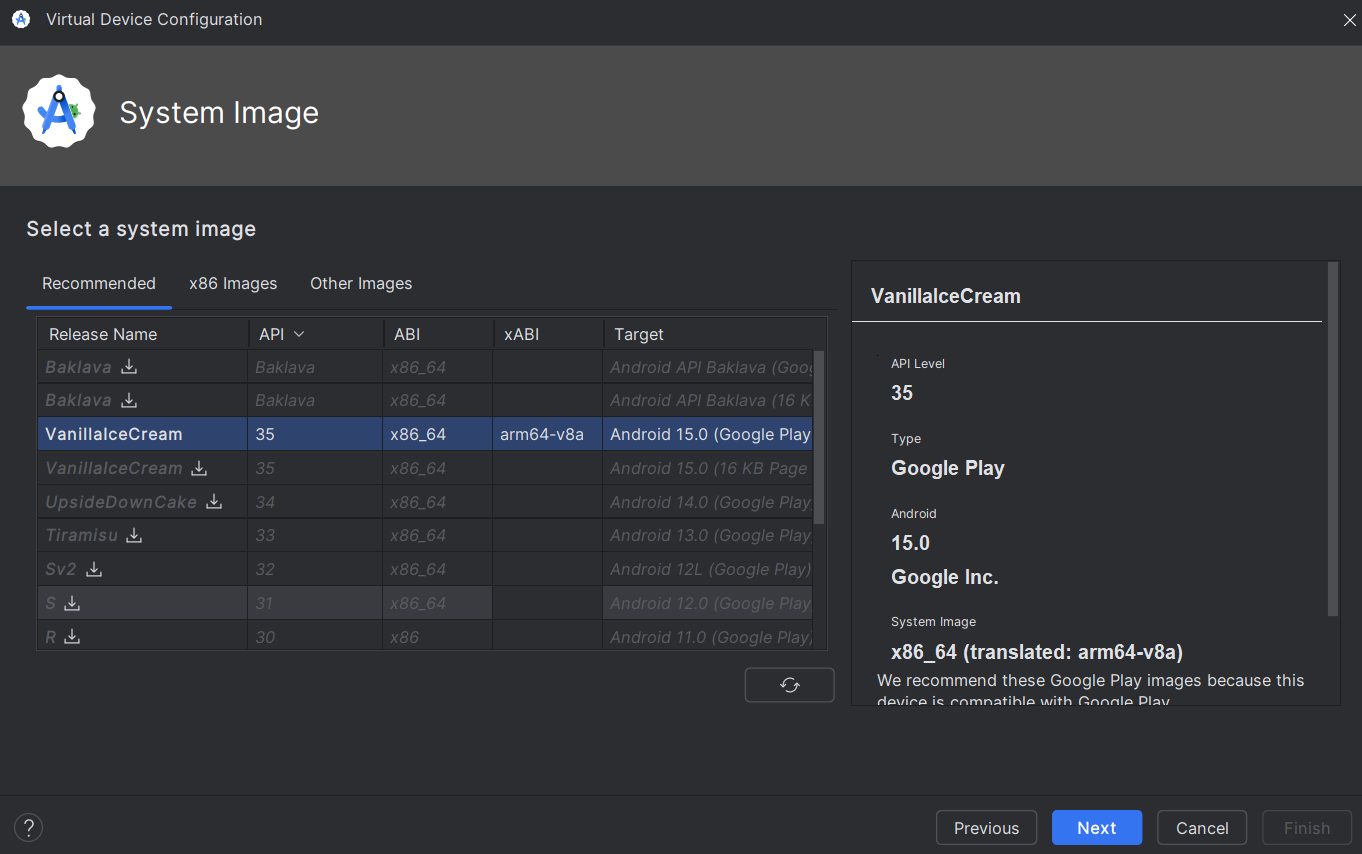 Virtual Device Configuration
System Image
Select a system image
Recommended x86 Images Other Images
Release Name API ABI xABI Target
Baklava Baklava x86_64 Android API Baklava (Goog
Baklava Baklava x86_64 Android API Baklava (16 K
VanillaIceCream 35 x86_64 arm64-v8a Android 15.0 (Google Play
VanillaIceCream 35 x86_64 Android 15.0 (16 KB Page
UpsideDownCake 34 x86_64 Android 14.0 (Google Play
Tiramisu 33 x86_64 Android 13.0 (Google Play
Sv2 32 x86_64 Android 12L (Google Play)
S 31 x86_64 Android 12.0 (Google Play
R 30 x86 Android 11.0 (Google Play)
VanillaIceCream
API Level
35
Type
Google Play
Android
15.0
Google Inc.
System Image
x86_64 (translated: arm64-v8a)
We recommend these Google Play images because this
device is compatible with Google Play.
?
Previous Next Cancel Finish